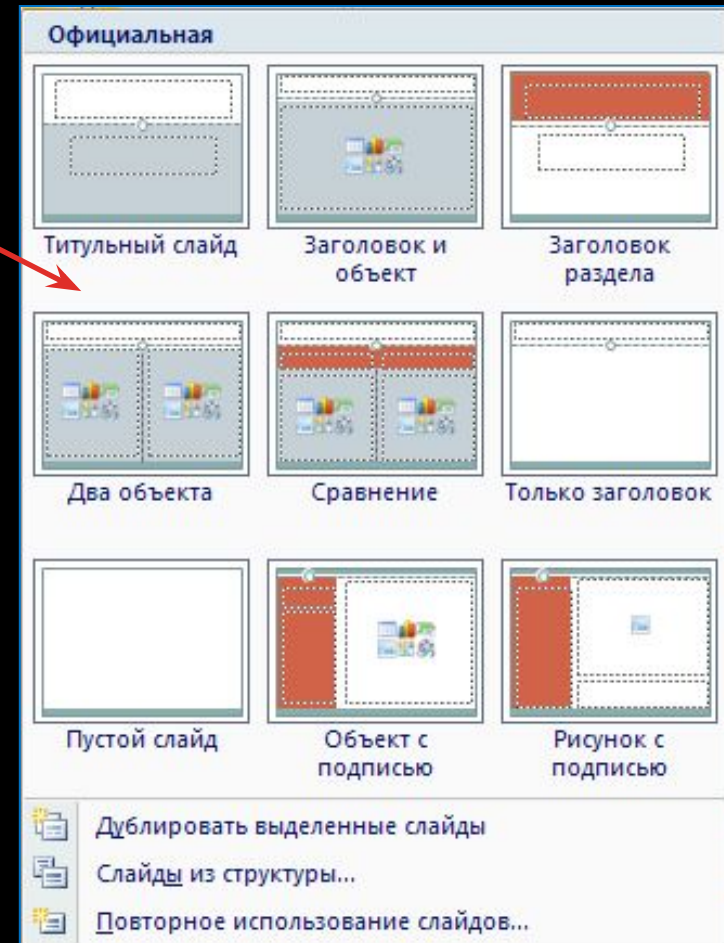 Официальная
Титульный слайд
Заголовок и
объект
Заголовок
раздела
Два объекта
Сравнение
Только заголовок
Пустой слайд
Объект с
подписью
Рисунок с
подписью
Дублировать выделенные слайды
Слайды из структуры...
Повторное использование слайдов...